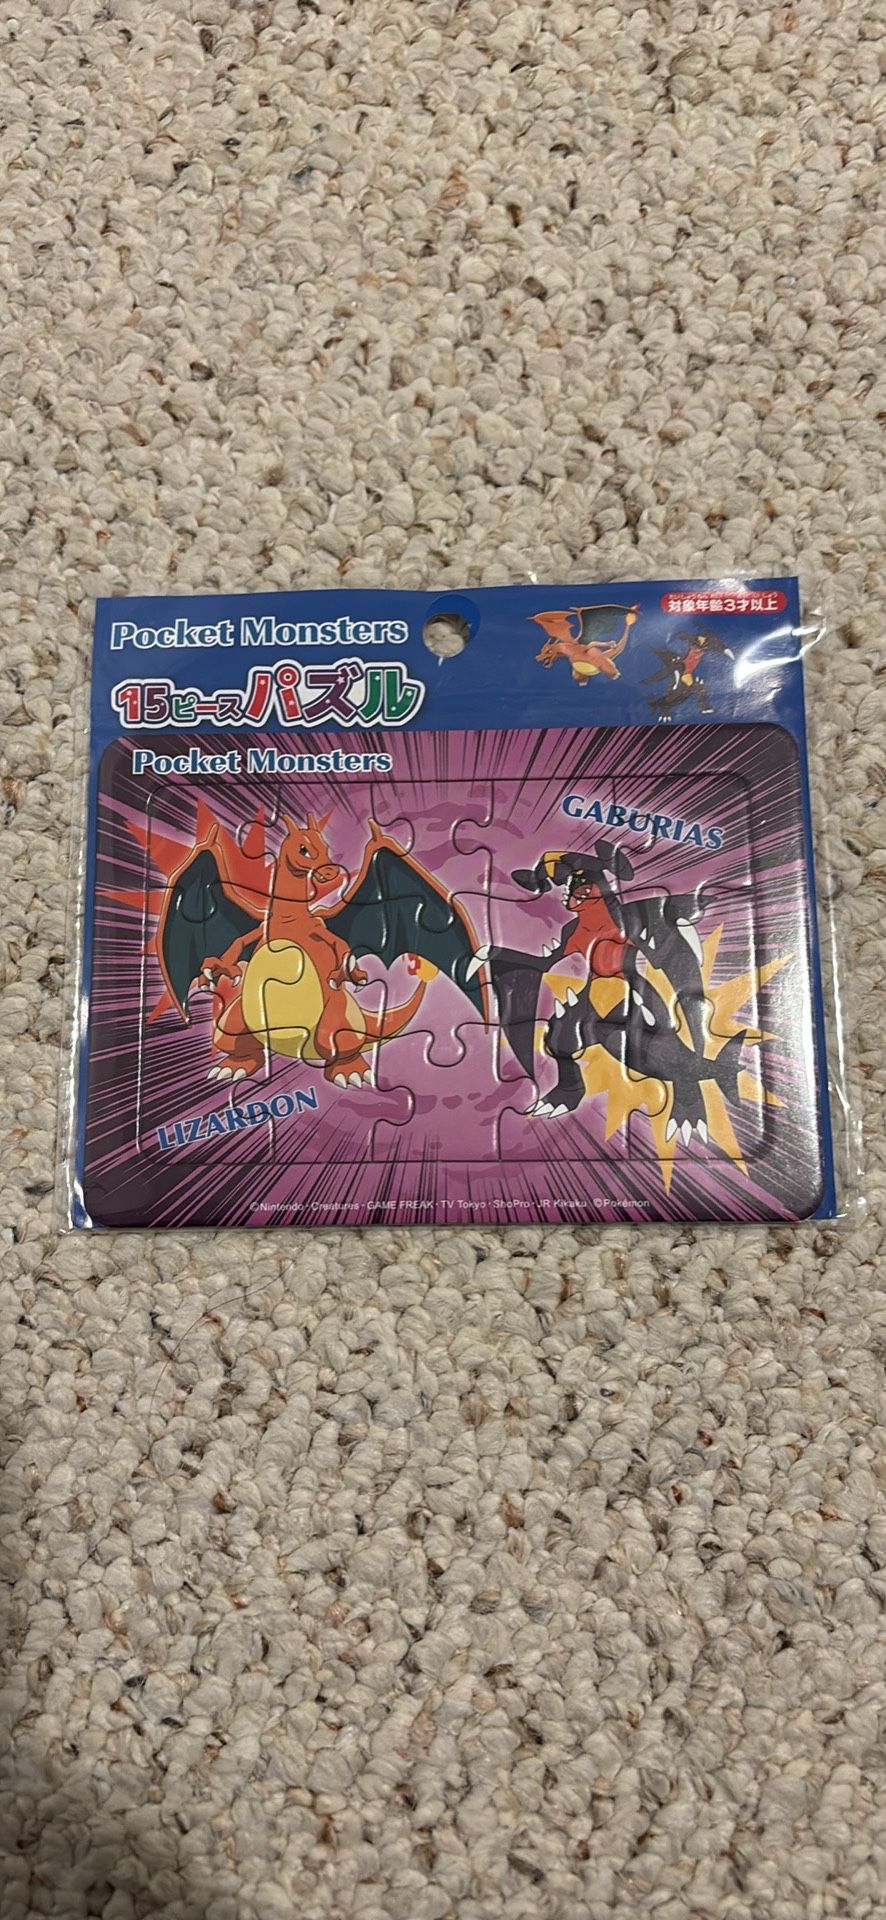 対象年齢3才以上
Pocket Monsters
15ピースパズル
Pocket Monsters
GABURIAS
LIZARDON
©Nintendo・Creatures・GAME FREAK・TV Tokyo・ShoPro・JR Kikaku ©Pokémon